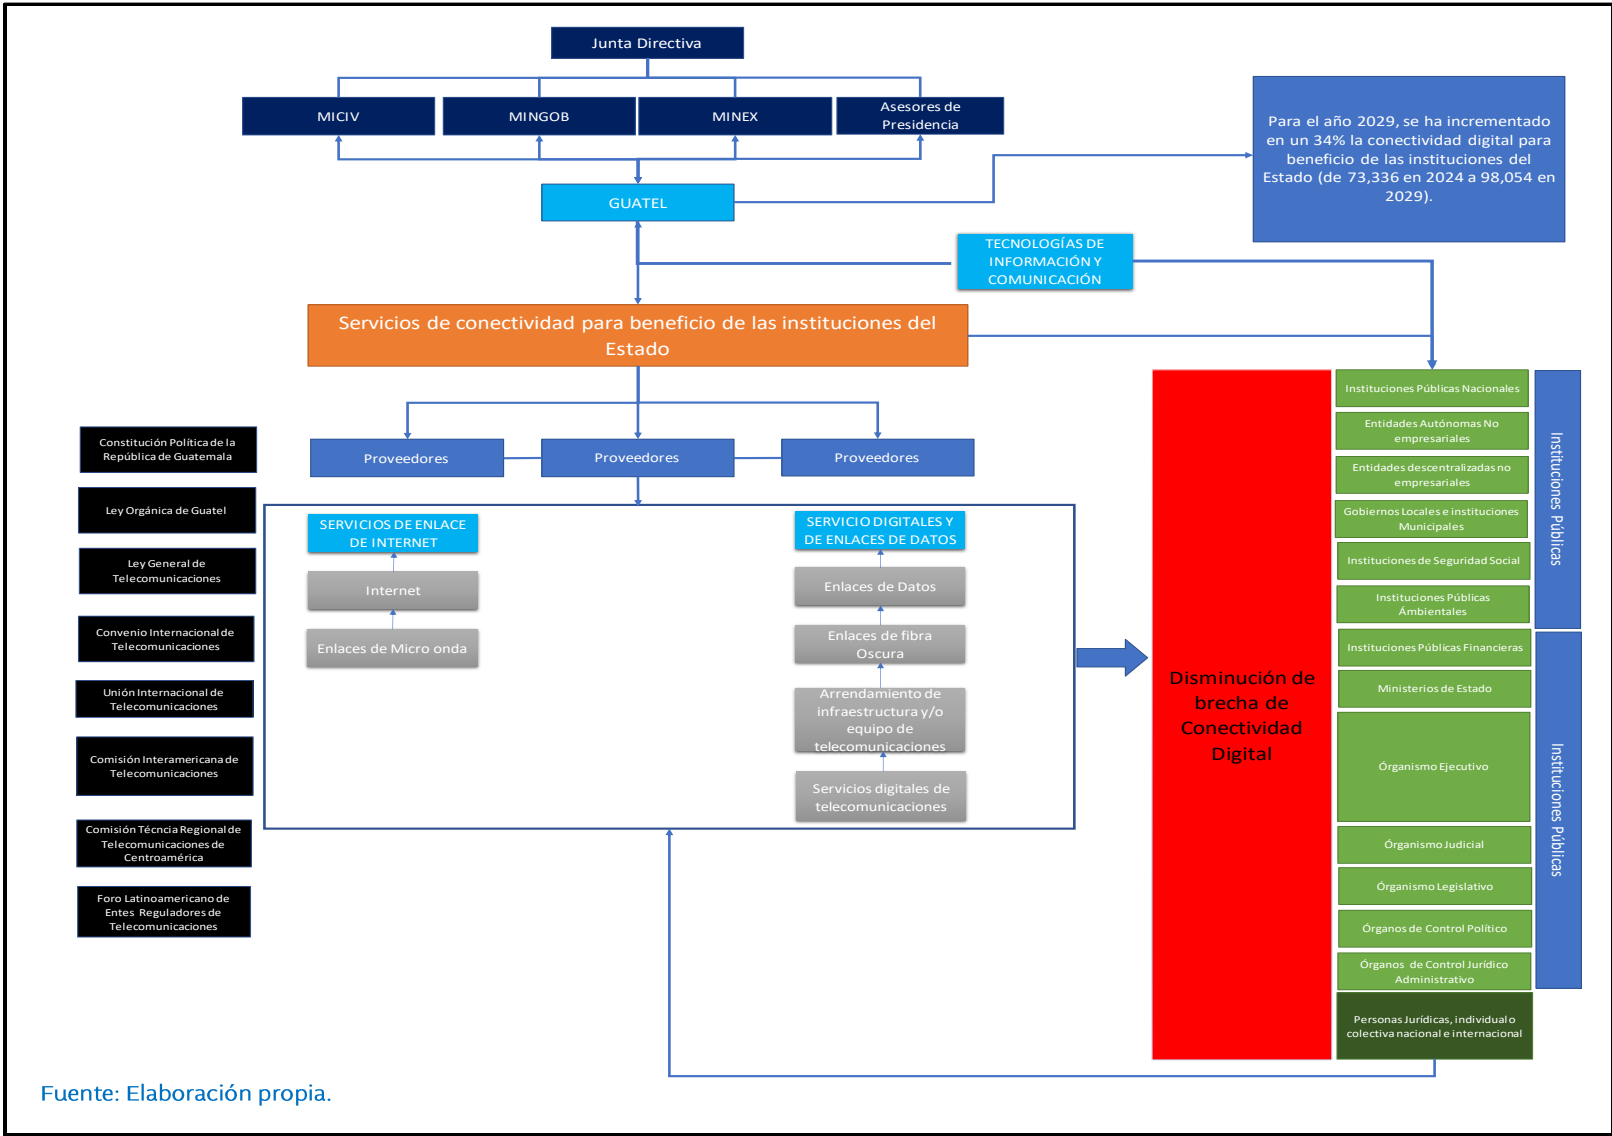 Junta Directiva
MICIV
MINGOB
MINEX
Asesores de
Presidencia
Para el año 2029, se ha incrementado
en un 34% la conectividad digital para
beneficio de las instituciones del
Estado (de 73,336 en 2024 a 98,054 en
2029).
GUATEL
TECNOLOGÍAS DE
INFORMACIÓN Y
COMUNICACIÓN
Servicios de conectividad para beneficio de las instituciones del
Estado
Proveedores
Proveedores
Proveedores
Constitución Política de la
República de Guatemala
Ley Orgánica de Guatel
Ley General de
Telecomunicaciones
Convenio Internacional de
Telecomunicaciones
Unión Internacional de
Telecomunicaciones
Comisión Interamericana de
Telecomunicaciones
Comisión Técncia Regional de
Telecomunicaciones de
Centroamérica
Foro Latinoamericano de
Entes Reguladores de
Telecomunicaciones
SERVICIOS DE ENLACE
DE INTERNET
Internet
Enlaces de Micro onda
SERVICIO DIGITALES Y
DE ENLACES DE DATOS
Enlaces de Datos
Enlaces de fibra
Oscura
Arrendamiento de
infraestructura y/o
equipo de
telecomunicaciones
Servicios digitales de
telecomunicaciones
Disminución de
brecha de
Conectividad
Digital
Instituciones Públicas Nacionales
Entidades Autónomas No
empresariales
Entidades descentralizadas no
empresariales
Gobiernos Locales e instituciones
Municipales
Instituciones de Seguridad Social
Instituciones Públicas
Ámbientales
Instituciones Públicas Financieras
Ministerios de Estado
Órganismo Ejecutivo
Órganismo Judicial
Órganismo Legislativo
Órganos de Control Político
Órganos de Control Jurídico
Administrativo
Personas Jurídicas, individual o
colectiva nacional e internacional
Instituciones Públicas
Instituciones Públicas
Fuente: Elaboración propia.